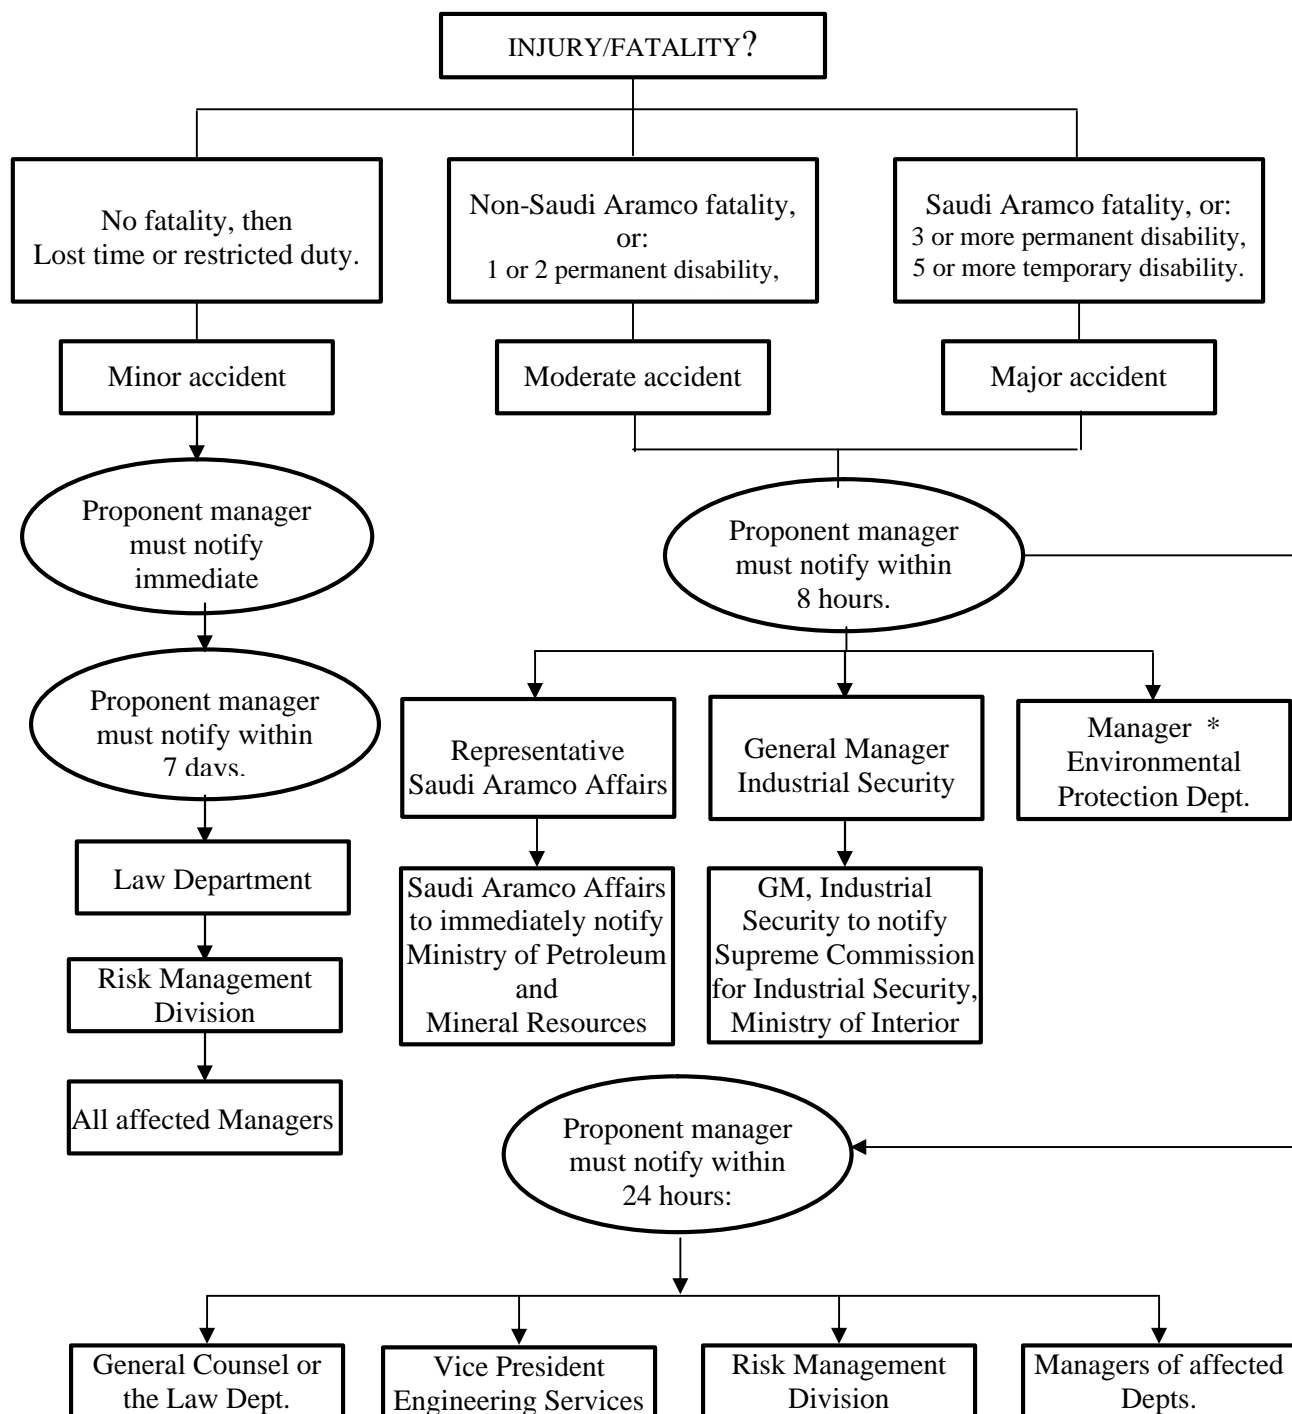 INJURY/FATALITY?
No fatality, then
Lost time or restricted duty.
Non-Saudi Aramco fatality,
or:
1 or 2 permanent disability,
Saudi Aramco fatality, or:
3 or more permanent disability,
5 or more temporary disability.
Minor accident
Moderate accident
Major accident
Proponent manager
must notify
immediate
Proponent manager
must notify within
8 hours.
Proponent manager
must notify within
7 days.
Representative
Saudi Aramco Affairs
General Manager
Industrial Security
Manager *
Environmental
Protection Dept.
Law Department
Saudi Aramco Affairs
to immediately notify
Ministry of Petroleum
and
Mineral Resources
GM, Industrial
Security to notify
Supreme Commission
for Industrial Security,
Ministry of Interior
Risk Management
Division
All affected Managers
Proponent manager
must notify within
24 hours:
General Counsel or
the Law Dept.
Vice President
Engineering Services
Risk Management
Division
Managers of affected
Depts.